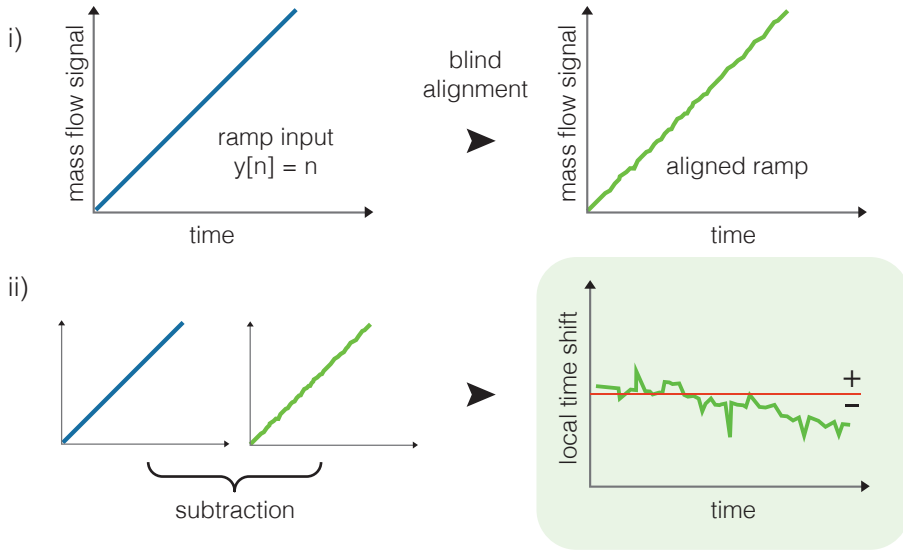 i)
mass flow signal
ramp input
y[n] = n
time
blind
alignment
mass flow signal
aligned ramp
time
ii)
subtraction
local time shift
+
−
time